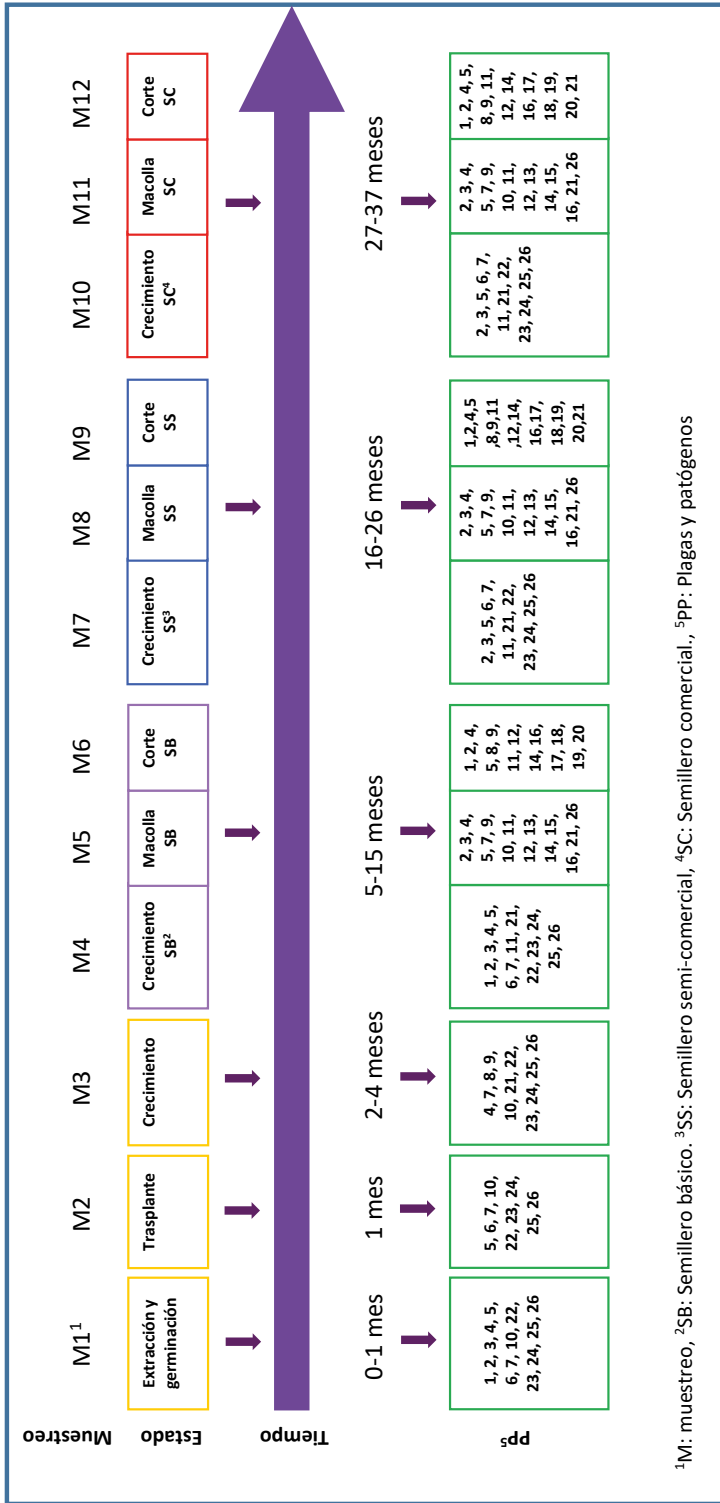 Muestreo
M1¹
M2
M3
M4
M5
M6
M7
M8
M9
M10
M11
M12
Estado
Extracción y
germinación
Trasplante
Crecimiento
Crecimiento
SB²
Macolla
SB
Corte
SB
Crecimiento
SS³
Macolla
SS
Corte
SS
Crecimiento
SC⁴
Macolla
SC
Corte
SC
Tiempo
0-1 mes
1 mes
2-4 meses
5-15 meses
16-26 meses
27-37 meses
PP⁵
1, 2, 3, 4, 5,
6, 7, 10, 22
23, 24, 25, 26
5, 6, 7, 10,
22, 23, 24,
25, 26
4, 7, 8, 9,
10, 21, 22,
23, 24, 25, 26
1, 2, 3, 4, 5,
6, 7, 11, 21,
22, 23, 24,
25, 26
2, 3, 4,
5, 7, 9,
10, 11,
12, 13,
14, 15,
16, 21, 26
1, 2, 4,
5, 8, 9,
11, 12,
14, 16,
17, 18,
19, 20
2, 3, 5, 6, 7,
11, 21, 22,
23, 24, 25, 26
2, 3, 4,
5, 7, 9,
10, 11,
12, 13,
14, 15,
16, 21, 26
1,2,4,5
,8,9,11
,12,14,
16,17,
18,19,
20,21
2, 3, 5, 6, 7,
11, 21, 22,
23, 24, 25, 26
2, 3, 4,
5, 7, 9,
10, 11,
12, 13,
14, 15,
16, 21, 26
1, 2, 4, 5,
8, 9, 11,
12, 14,
16, 17,
18, 19,
20, 21
¹M: muestreo, ²SB: Semillero básico. ³SS: Semillero semi-comercial, ⁴SC: Semillero comercial., ⁵PP: Plagas y patógenos